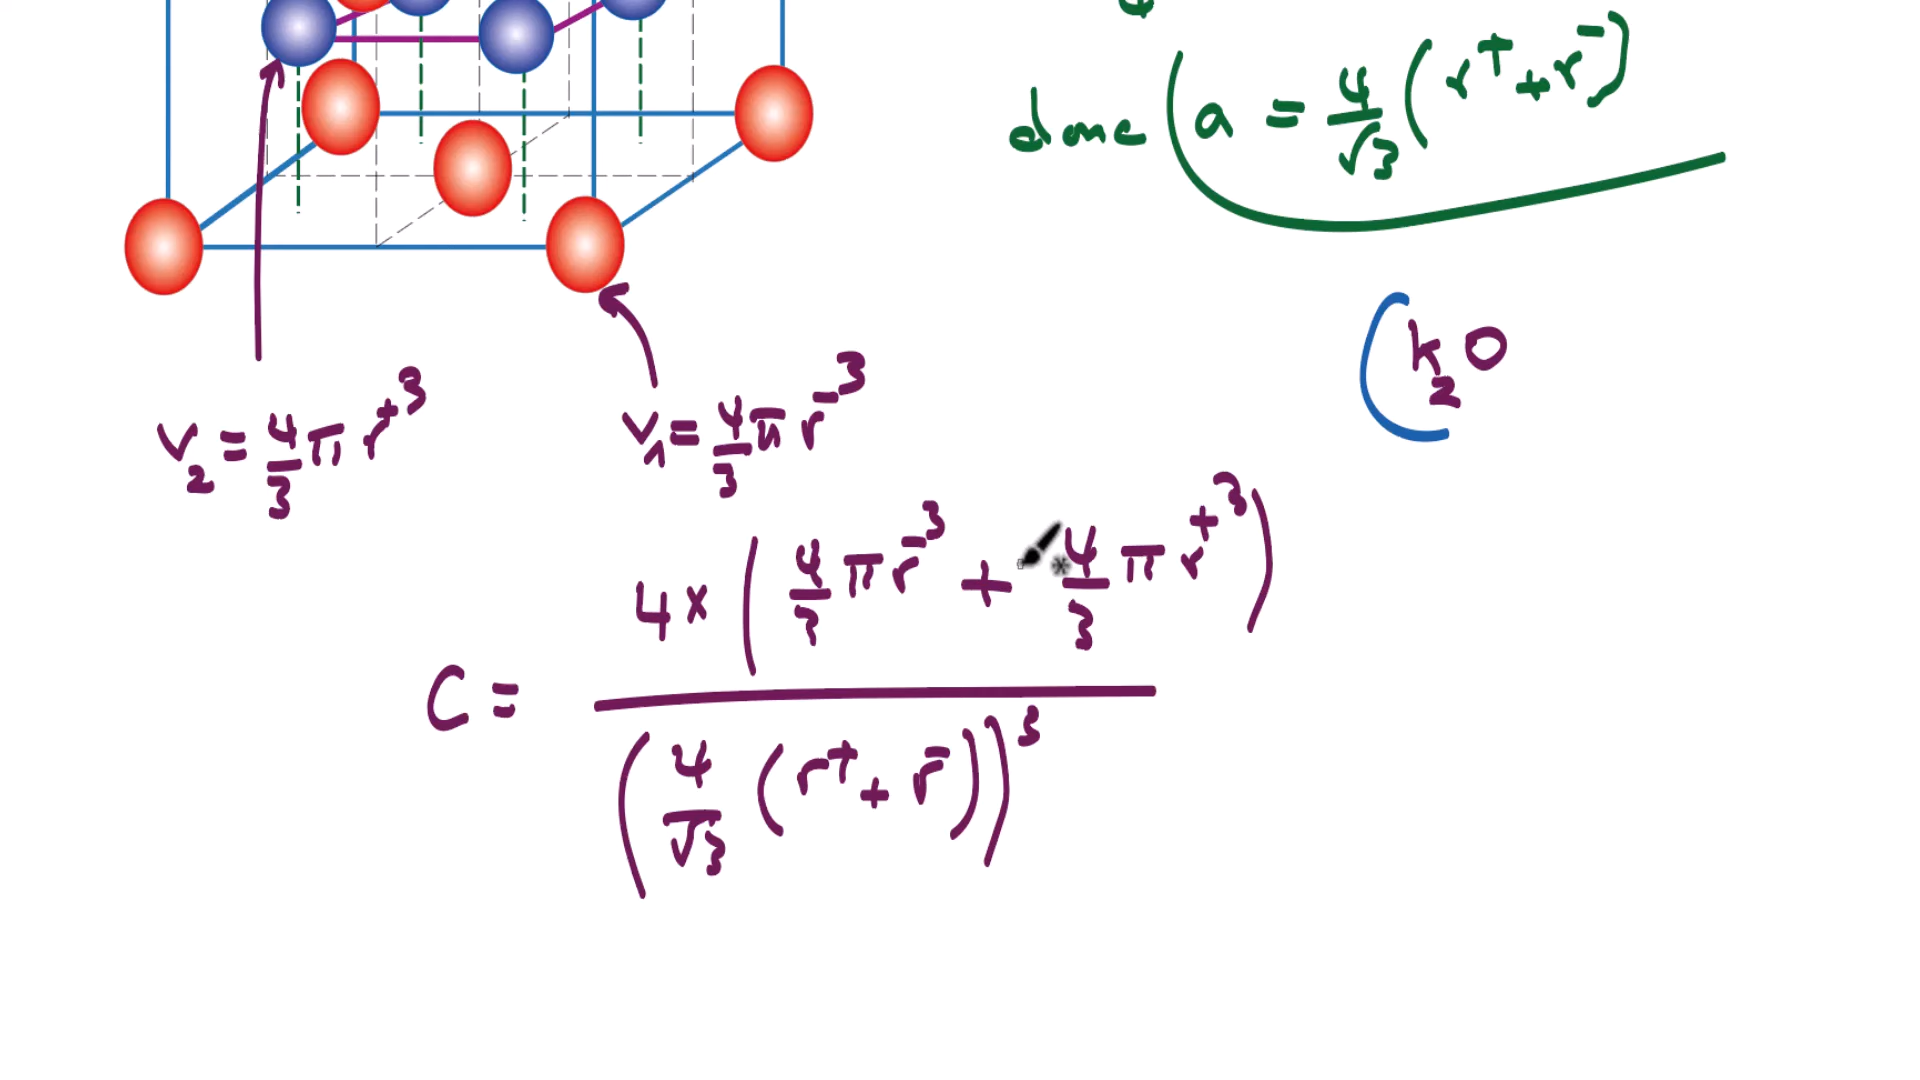 donc (a = 4/√3 (r⁺ + r⁻)
(K₂O
V₂ = 4/3 π r⁺³
V₁ = 4/3 π r⁻³
C = 4 × (4/3 π r⁻³ + 4/3 π r⁺³) / (4/√3 (r⁺ + r⁻))³